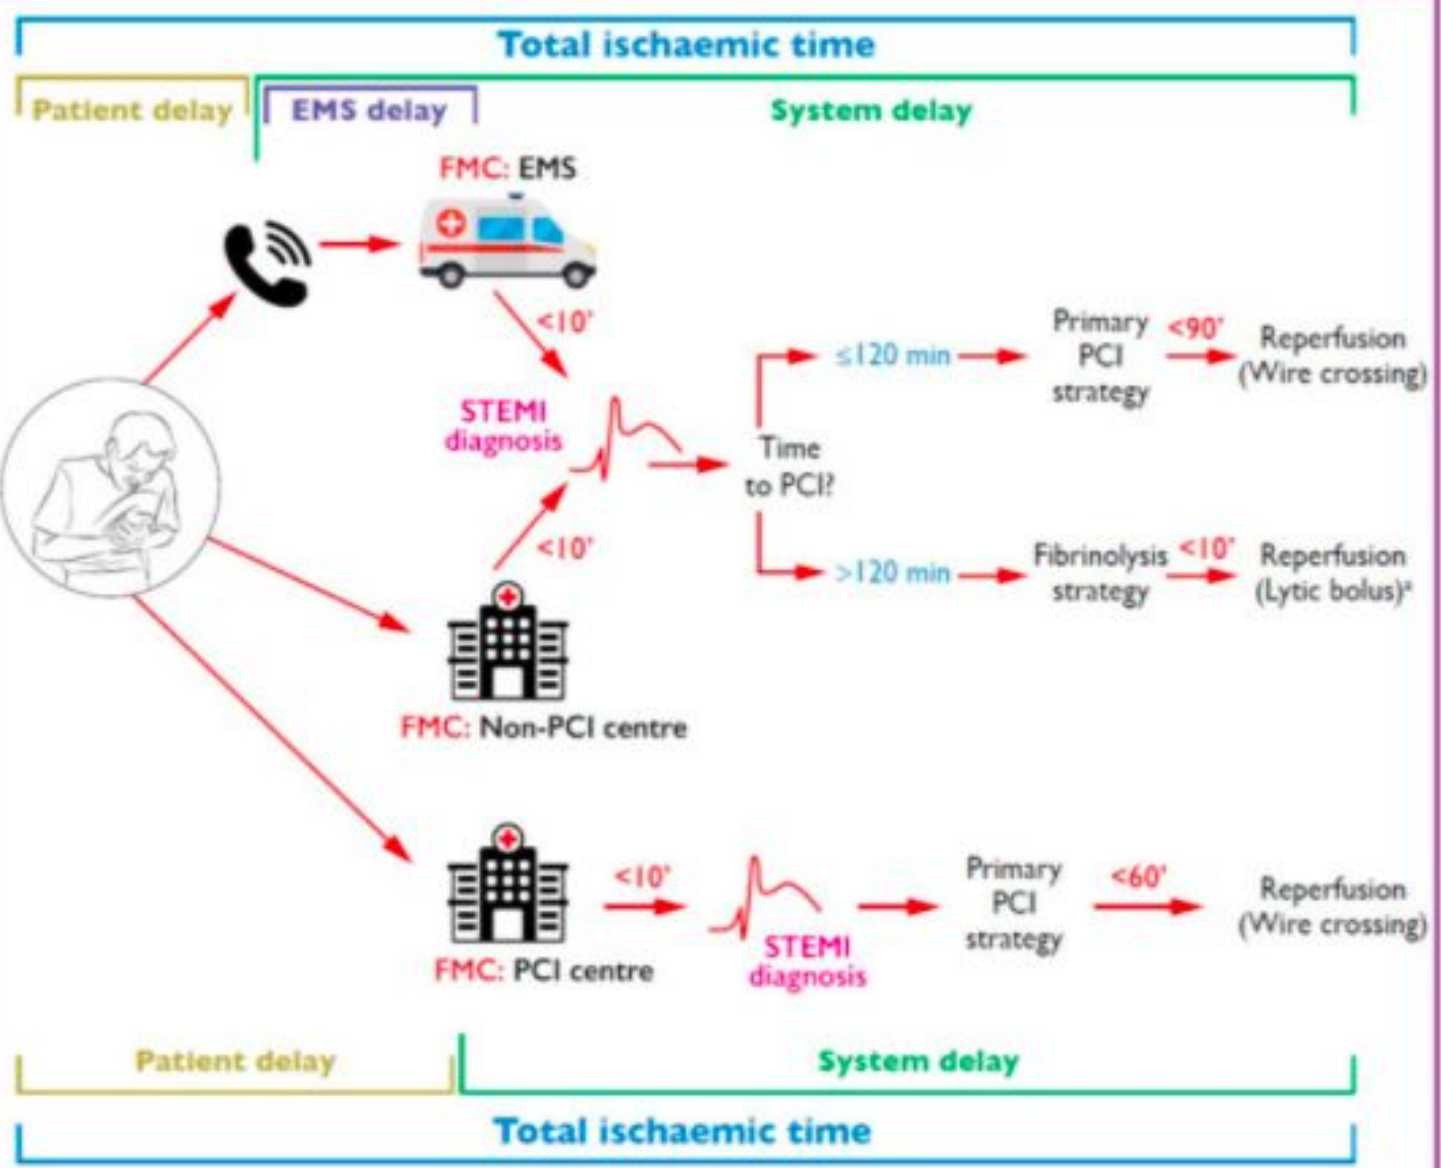 Total ischaemic time
Patient delay
EMS delay
System delay
FMC: EMS
<10'
STEMI
diagnosis
<10'
Time
to PCI?
≤120 min
Primary
PCI
strategy
<90'
Reperfusion
(Wire crossing)
>120 min
Fibrinolysis
strategy
<10'
Reperfusion
(Lytic bolus)ª
FMC: Non-PCI centre
FMC: PCI centre
<10'
STEMI
diagnosis
Primary
PCI
strategy
<60'
Reperfusion
(Wire crossing)
Patient delay
System delay
Total ischaemic time